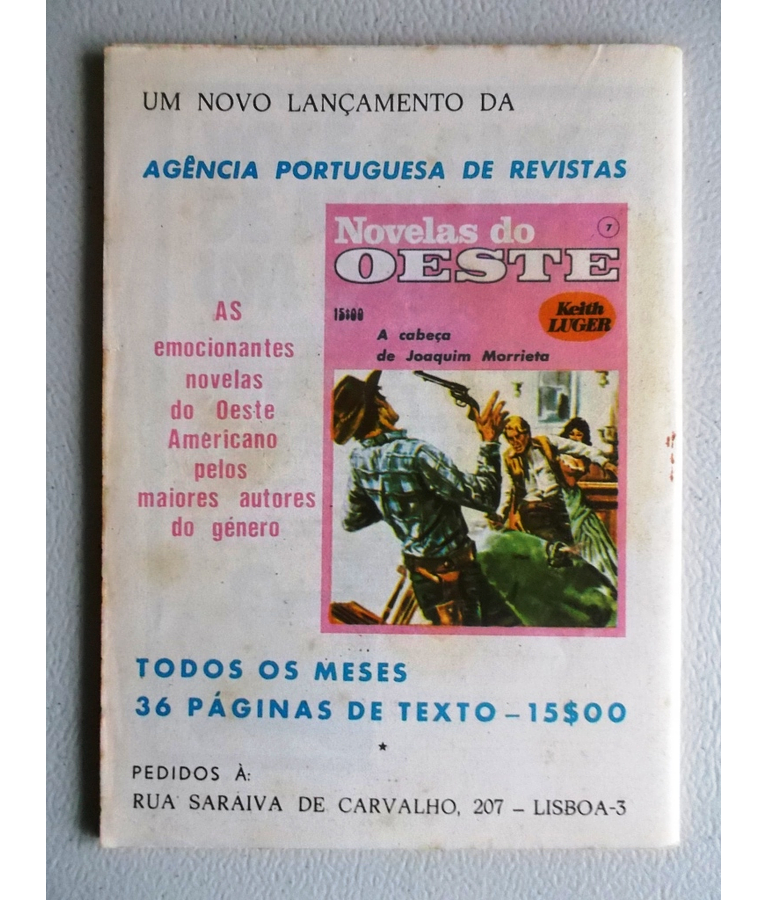 UM NOVO LANÇAMENTO DA
AGÊNCIA PORTUGUESA DE REVISTAS
Novelas do
7
OESTE
15$00
Keith
LUGER
A cabeça
de Joaquim Morrieta
AS
emocionantes
novelas
do Oeste
Americano
pelos
maiores autores
do género
TODOS OS MESES
36 PÁGINAS DE TEXTO – 15$00
★
PEDIDOS À:
RUA SARAIVA DE CARVALHO, 207 – LISBOA-3